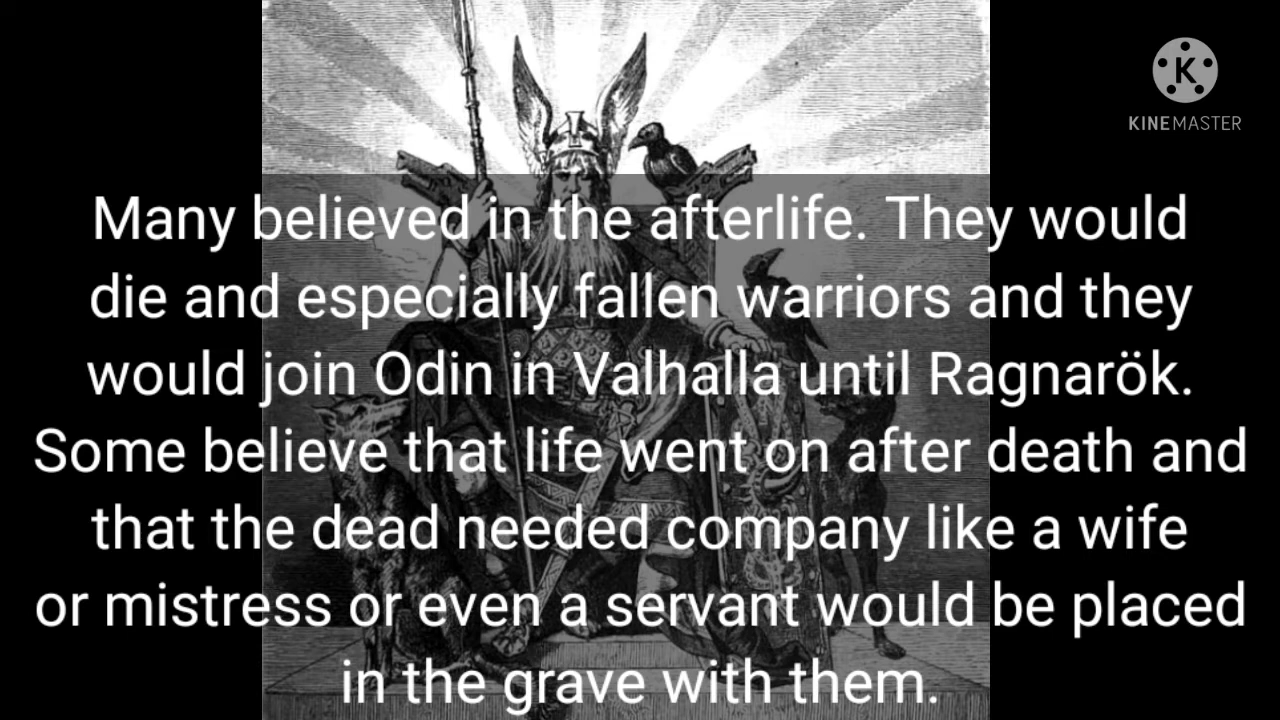 KINEMASTER
Many believed in the afterlife. They would
die and especially fallen warriors and they
would join Odin in Valhalla until Ragnarök.
Some believe that life went on after death and
that the dead needed company like a wife
or mistress or even a servant would be placed
in the grave with them.